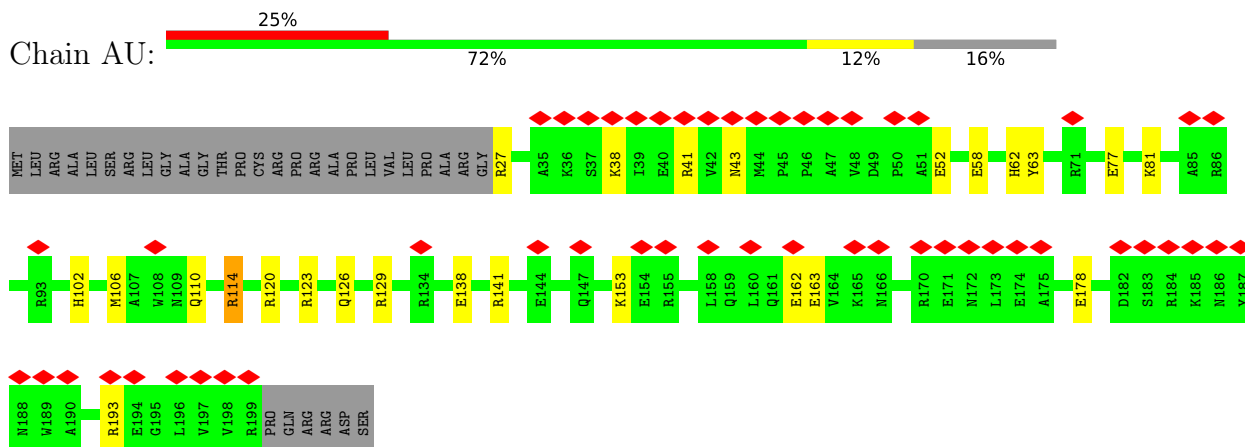 25%
Chain AU:
72% 12% 16%
MET LEU ARG ALA LEU SER ARG LEU GLY ALA GLY THR PRO CYS ARG PRO ARG ALA PRO LEU VAL LEU PRO ALA ARG GLY R27 A35 K36 S37 K38 I39 E40 R41 V42 N43 M44 P45 P46 A47 V48 D49 P50 A51 E52 E58 H62 Y63 R71 E77 K81 A85 R86
R93 H102 M106 A107 W108 N109 Q110 R114 R120 R123 Q126 R129 R134 E138 R141 E144 Q147 K153 E154 R155 L158 Q159 L160 Q161 E162 E163 V164 K165 N166 R170 E171 N172 L173 E174 A175 E178 D182 S183 R184 K185 N186 Y187
N188 W189 A190 R193 E194 G195 L196 V197 V198 R199 PRO GLN ARG ARG ASP SER